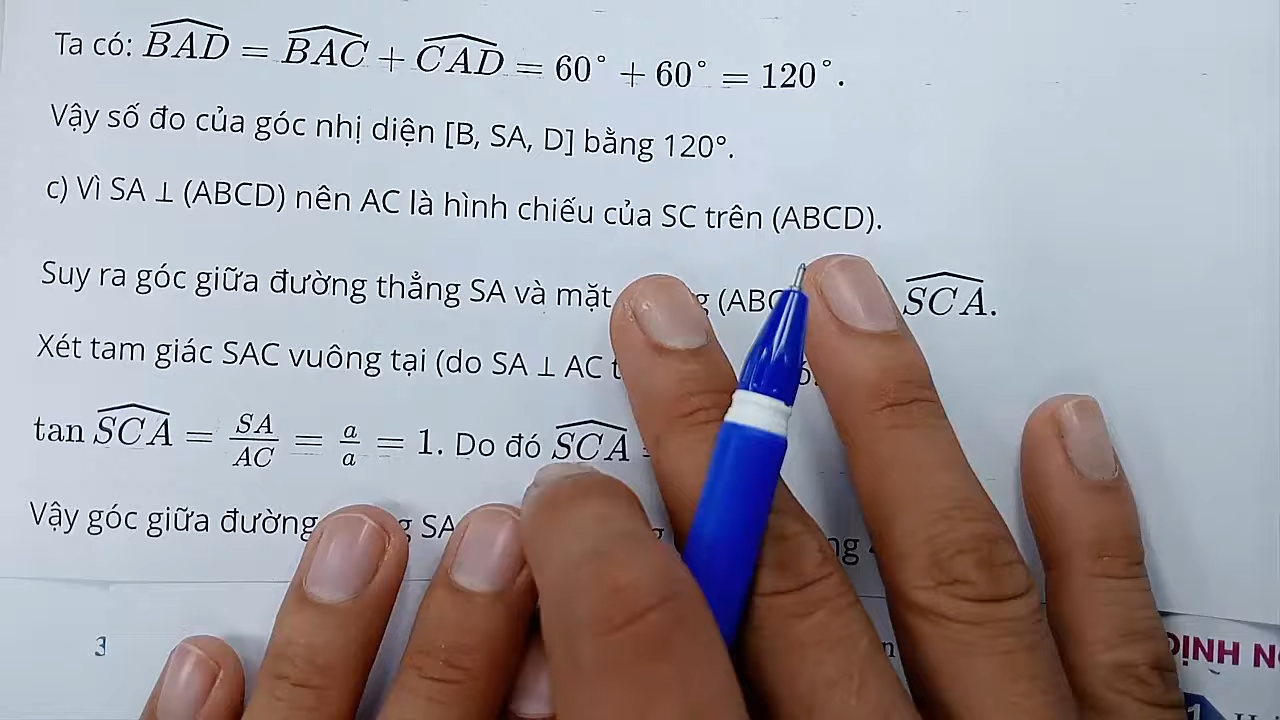 Ta có: $\widehat{BAD} = \widehat{BAC} + \widehat{CAD} = 60^\circ + 60^\circ = 120^\circ.$
Vậy số đo của góc nhị diện [B, SA, D] bằng 120°.
c) Vì SA ⊥ (ABCD) nên AC là hình chiếu của SC trên (ABCD).
Suy ra góc giữa đường thẳng SA và mặt (ABC $\widehat{SCA}.$
Xét tam giác SAC vuông tại (do SA ⊥ AC
$\tan \widehat{SCA} = \frac{SA}{AC} = \frac{a}{a} = 1.$ Do đó $\widehat{SCA}$
Vậy góc giữa đường SA
3
ĐỊNH N
1